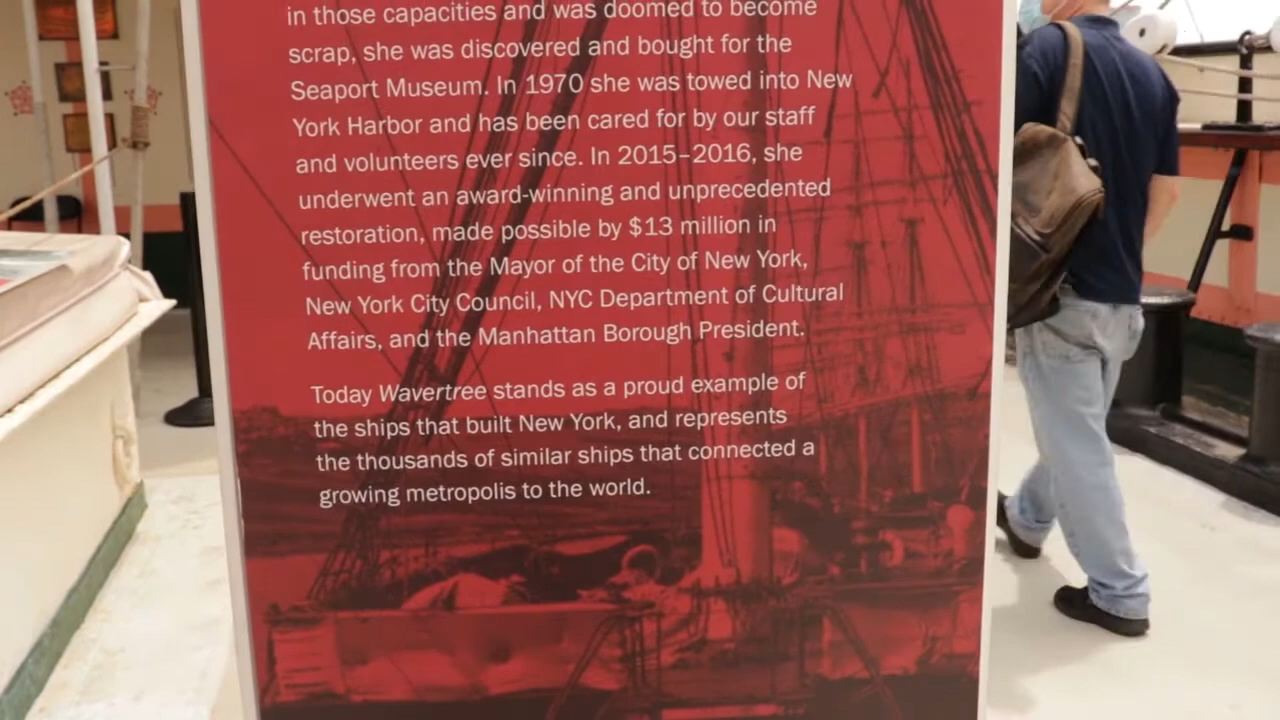 in those capacities and was doomed to become
scrap, she was discovered and bought for the
Seaport Museum. In 1970 she was towed into New
York Harbor and has been cared for by our staff
and volunteers ever since. In 2015–2016, she
underwent an award-winning and unprecedented
restoration, made possible by $13 million in
funding from the Mayor of the City of New York,
New York City Council, NYC Department of Cultural
Affairs, and the Manhattan Borough President.
Today Wavertree stands as a proud example of
the ships that built New York, and represents
the thousands of similar ships that connected a
growing metropolis to the world.